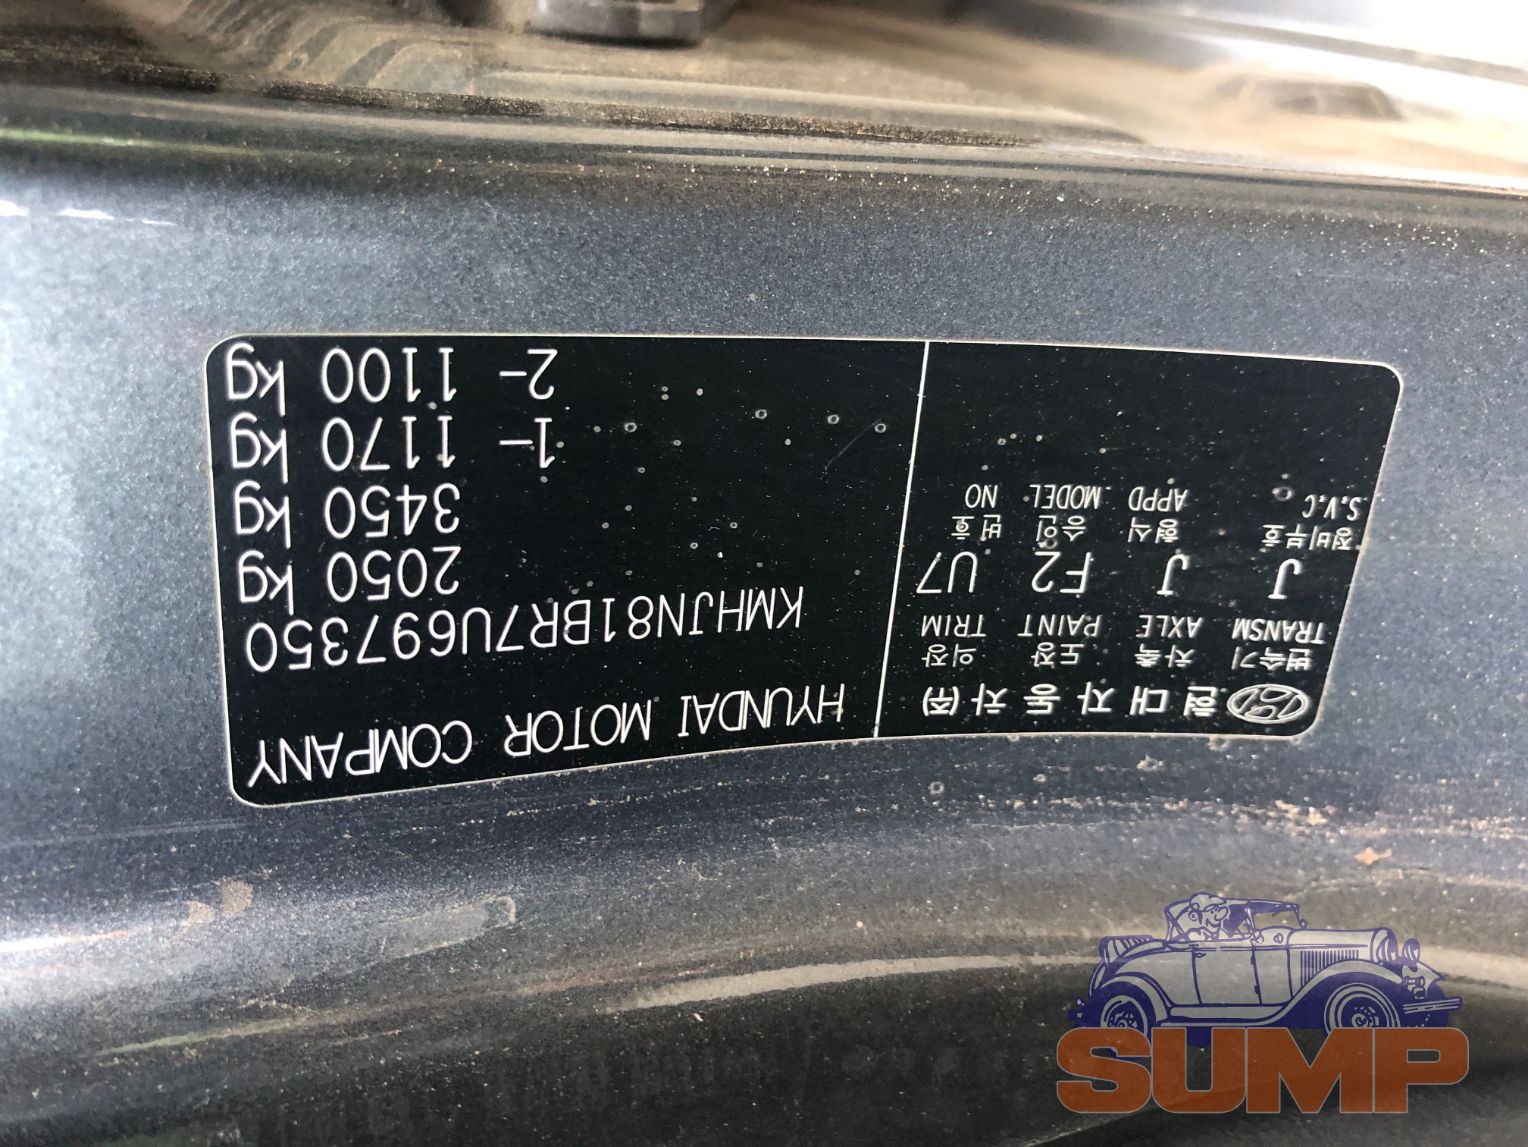 현대자동차(주)
변속기 차축 도장 의장
TRANSM AXLE PAINT TRIM
J J F2 U7
정비부호 형식 승인 번호
S.V.C APPD MODEL NO
HYUNDAI MOTOR COMPANY
KMHJN81BR7U697350
2050 kg
3450 kg
1- 1170 kg
2- 1100 kg
SUMP